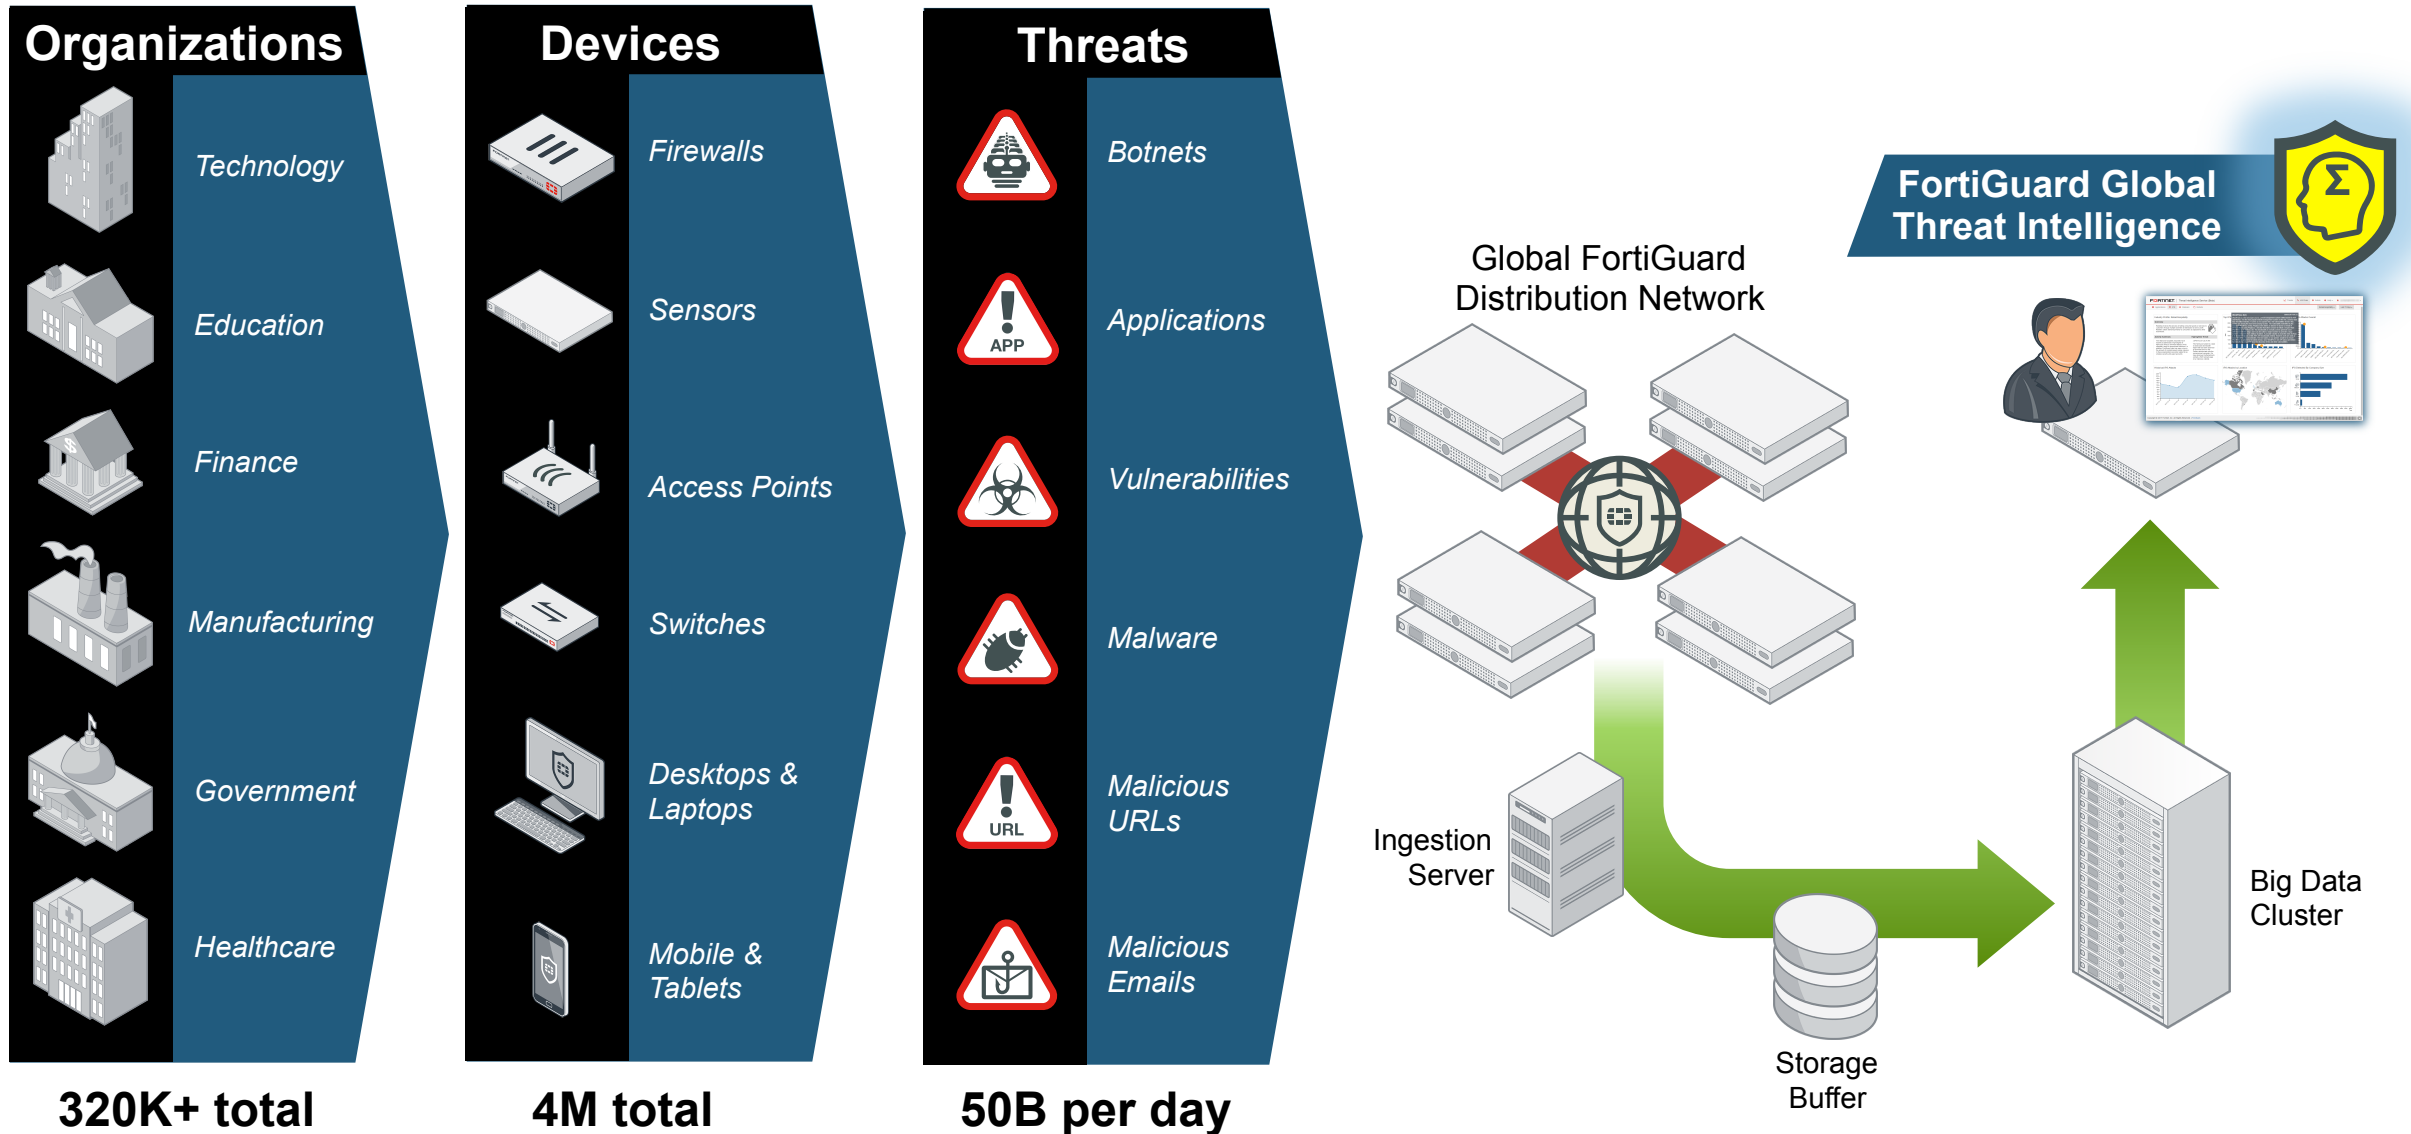 Organizations
Technology
Education
Finance
Manufacturing
Government
Healthcare
320K+ total
Devices
Firewalls
Sensors
Access Points
Switches
Desktops &
Laptops
Mobile &
Tablets
4M total
Threats
Botnets
APP
Applications
Vulnerabilities
Malware
URL
Malicious
URLs
Malicious
Emails
50B per day
Global FortiGuard
Distribution Network
Ingestion
Server
Storage
Buffer
Big Data
Cluster
FortiGuard Global
Threat Intelligence
Σ
FORTINET